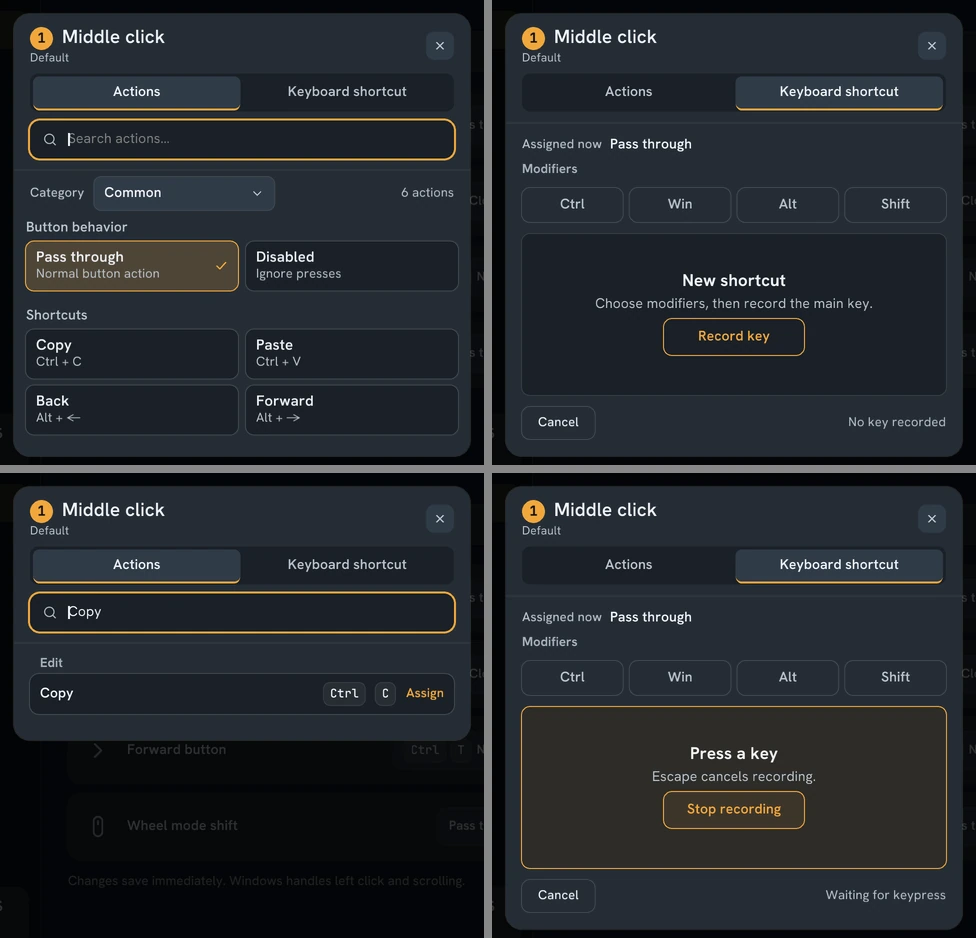 1 Middle click
Default
Actions
Keyboard shortcut
Search actions...
Category
Common
6 actions
Button behavior
Pass through
Normal button action
Disabled
Ignore presses
Shortcuts
Copy
Ctrl + C
Paste
Ctrl + V
Back
Alt + ←
Forward
Alt + →
1 Middle click
Default
Actions
Keyboard shortcut
Assigned now Pass through
Modifiers
Ctrl
Win
Alt
Shift
New shortcut
Choose modifiers, then record the main key.
Record key
Cancel
No key recorded
1 Middle click
Default
Actions
Keyboard shortcut
Copy
Edit
Copy
Ctrl
C
Assign
Forward button
Ctrl
T
Wheel mode shift
Pass t
Changes save immediately. Windows handles left click and scrolling.
1 Middle click
Default
Actions
Keyboard shortcut
Assigned now Pass through
Modifiers
Ctrl
Win
Alt
Shift
Press a key
Escape cancels recording.
Stop recording
Cancel
Waiting for keypress